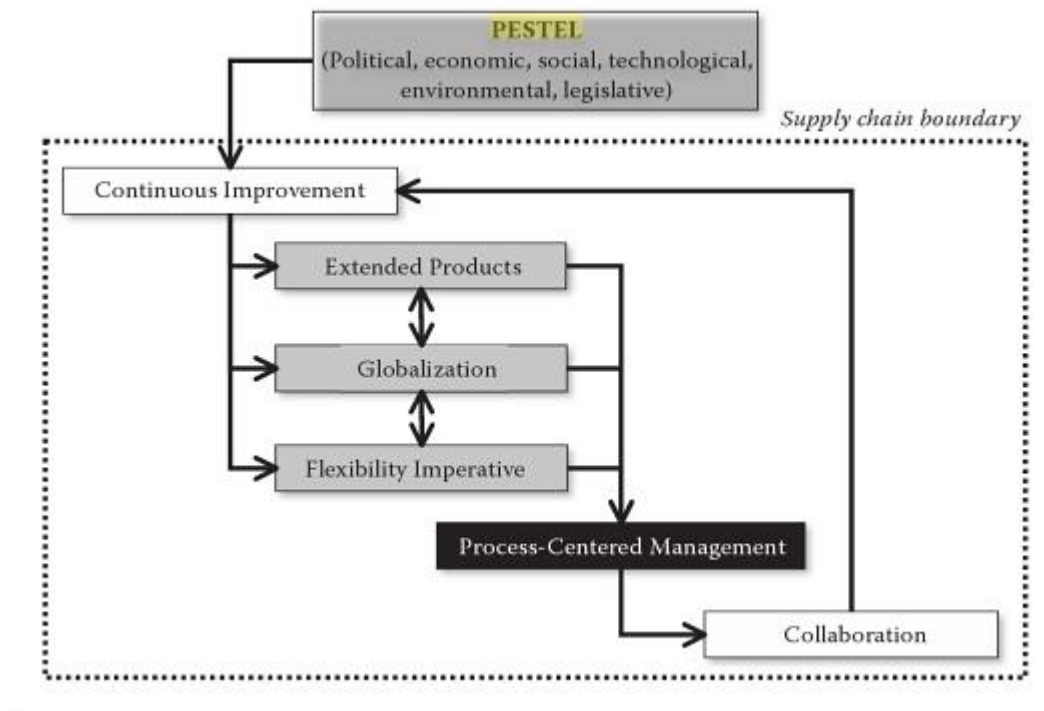 PESTEL
(Political, economic, social, technological,
environmental, legislative)
Supply chain boundary
Continuous Improvement
Extended Products
Globalization
Flexibility Imperative
Process-Centered Management
Collaboration